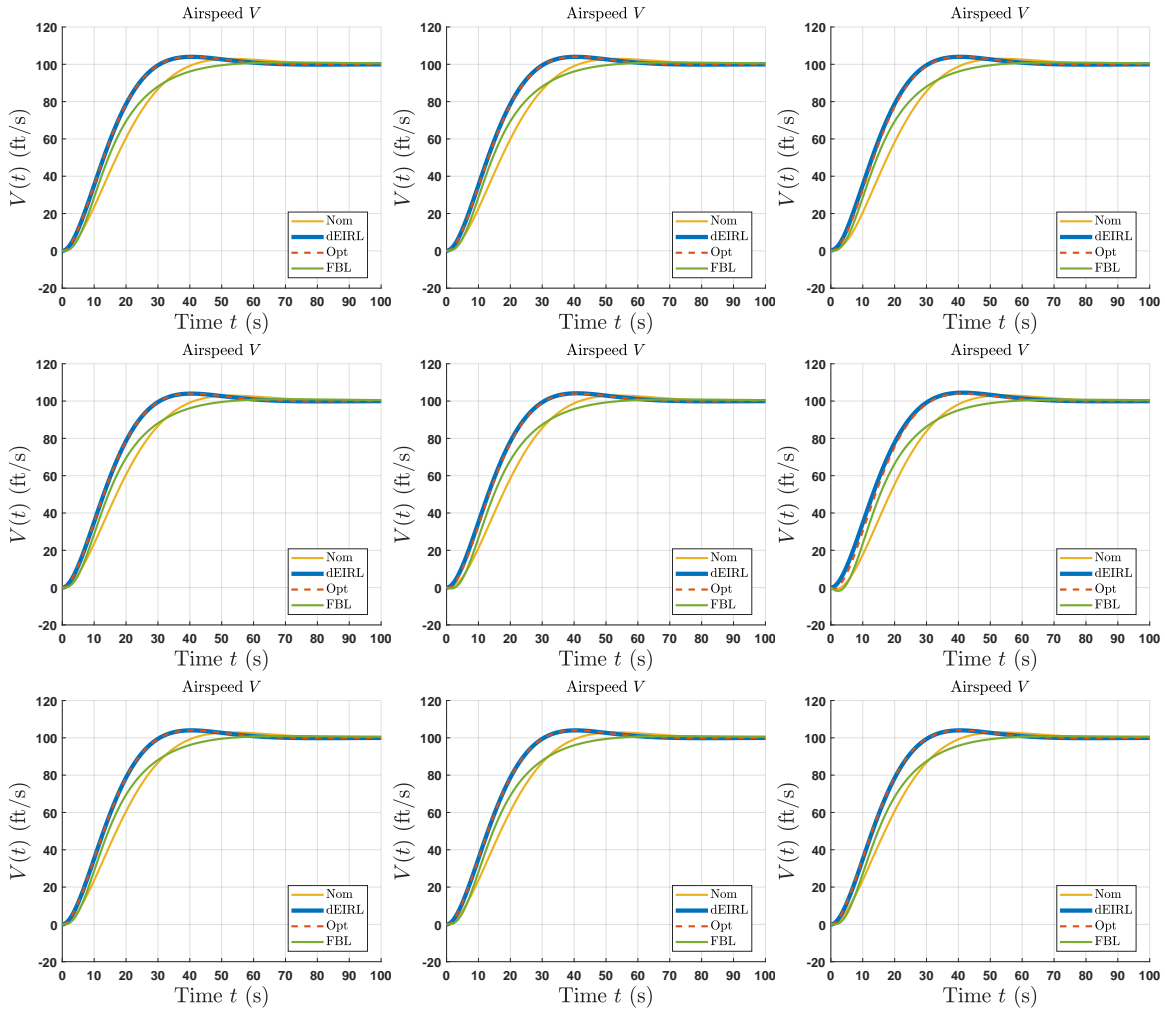 Airspeed V Airspeed V Airspeed V
120 120 120
100 100 100
80 80 80
60 60 60
40 40 40
20 20 20
0 0 0
-20 -20 -20
V(t) (ft/s) V(t) (ft/s) V(t) (ft/s)
Nom Nom Nom
dEIRL dEIRL dEIRL
Opt Opt Opt
FBL FBL FBL
0 10 20 30 40 50 60 70 80 90 100 0 10 20 30 40 50 60 70 80 90 100 0 10 20 30 40 50 60 70 80 90 100
Time t (s) Time t (s) Time t (s)
Airspeed V Airspeed V Airspeed V
120 120 120
100 100 100
80 80 80
60 60 60
40 40 40
20 20 20
0 0 0
-20 -20 -20
V(t) (ft/s) V(t) (ft/s) V(t) (ft/s)
Nom Nom Nom
dEIRL dEIRL dEIRL
Opt Opt Opt
FBL FBL FBL
0 10 20 30 40 50 60 70 80 90 100 0 10 20 30 40 50 60 70 80 90 100 0 10 20 30 40 50 60 70 80 90 100
Time t (s) Time t (s) Time t (s)
Airspeed V Airspeed V Airspeed V
120 120 120
100 100 100
80 80 80
60 60 60
40 40 40
20 20 20
0 0 0
-20 -20 -20
V(t) (ft/s) V(t) (ft/s) V(t) (ft/s)
Nom Nom Nom
dEIRL dEIRL dEIRL
Opt Opt Opt
FBL FBL FBL
0 10 20 30 40 50 60 70 80 90 100 0 10 20 30 40 50 60 70 80 90 100 0 10 20 30 40 50 60 70 80 90 100
Time t (s) Time t (s) Time t (s)